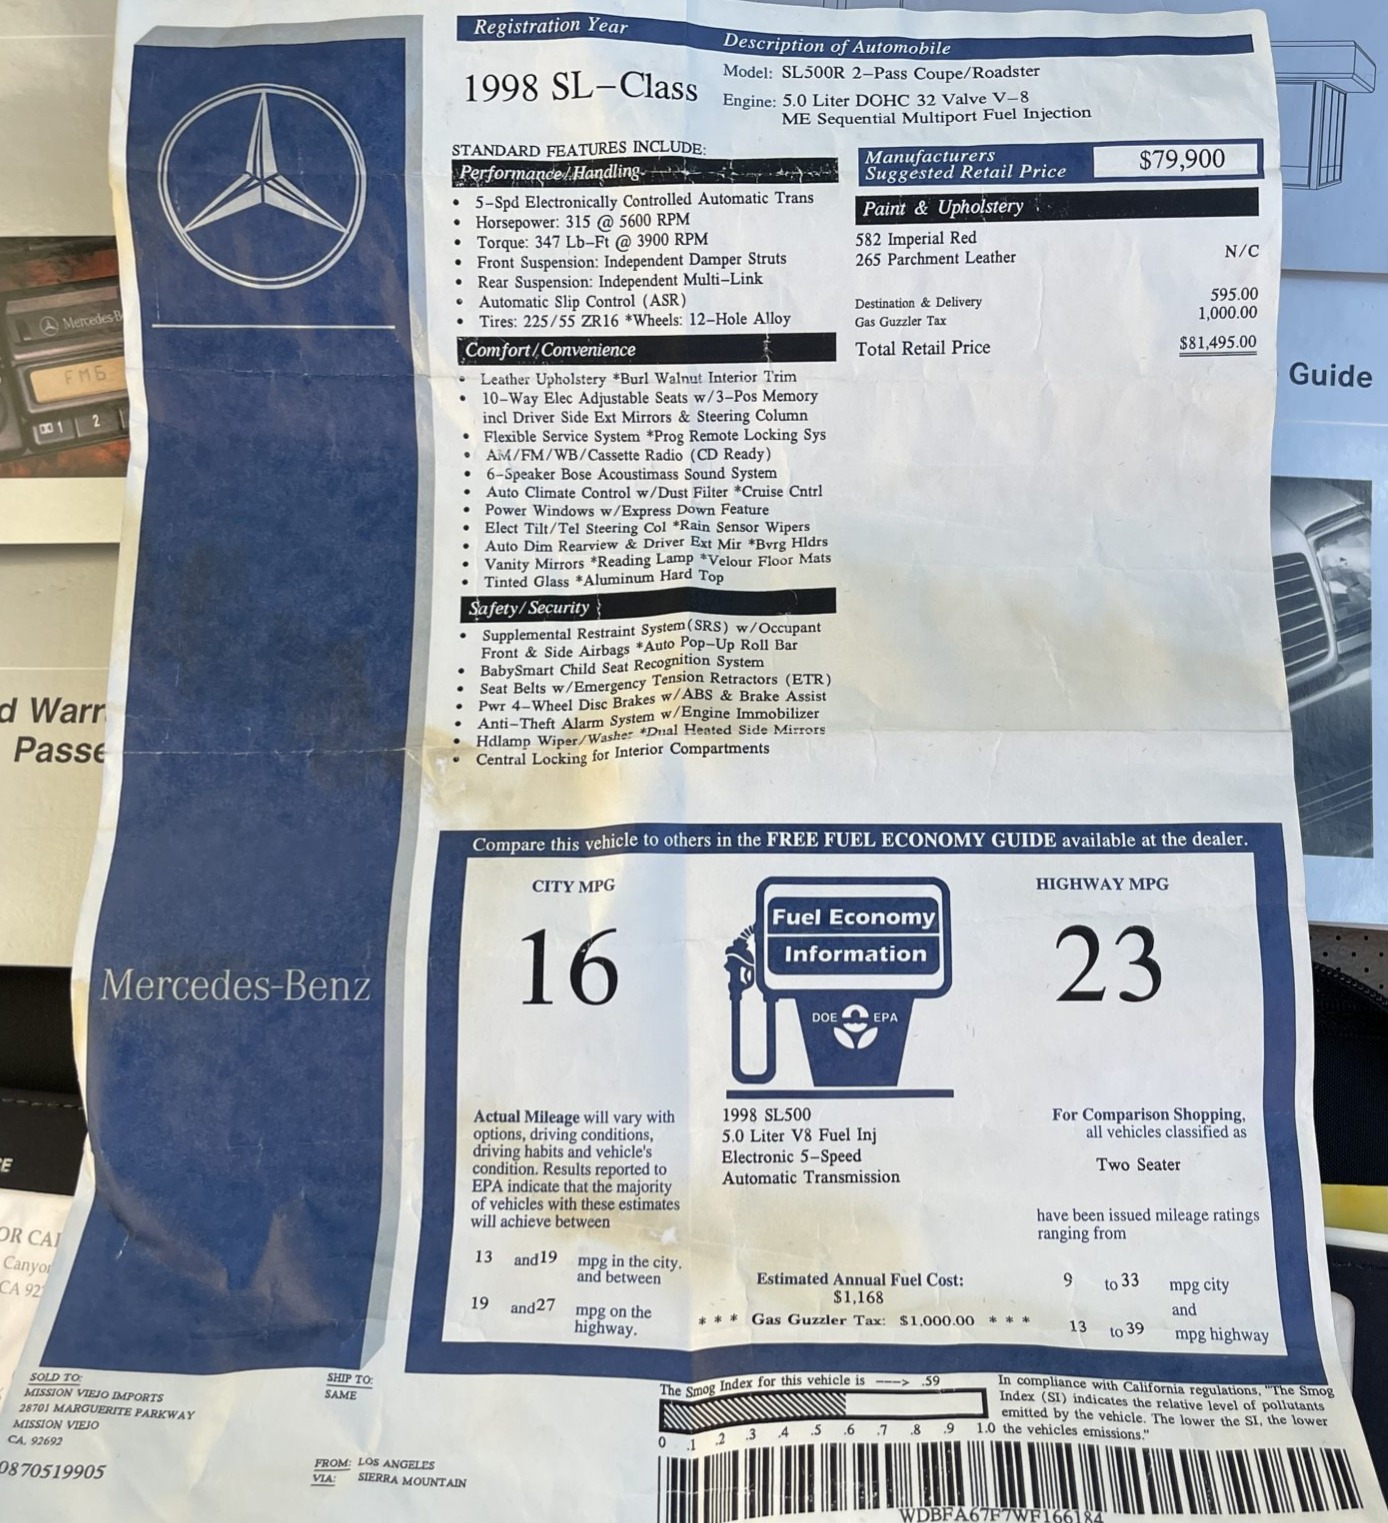 Registration Year
Description of Automobile
1998 SL-Class
Model: SL500R 2-Pass Coupe/Roadster
Engine: 5.0 Liter DOHC 32 Valve V-8
ME Sequential Multiport Fuel Injection
STANDARD FEATURES INCLUDE:
Performance/Handling
• 5-Spd Electronically Controlled Automatic Trans
• Horsepower: 315 @ 5600 RPM
• Torque: 347 Lb-Ft @ 3900 RPM
• Front Suspension: Independent Damper Struts
• Rear Suspension: Independent Multi-Link
• Automatic Slip Control (ASR)
• Tires: 225/55 ZR16 *Wheels: 12-Hole Alloy
Comfort/Convenience
• Leather Upholstery *Burl Walnut Interior Trim
• 10-Way Elec Adjustable Seats w/3-Pos Memory
incl Driver Side Ext Mirrors & Steering Column
• Flexible Service System *Prog Remote Locking Sys
• AM/FM/WB/Cassette Radio (CD Ready)
• 6-Speaker Bose Acoustimass Sound System
• Auto Climate Control w/Dust Filter *Cruise Cntrl
• Power Windows w/Express Down Feature
• Elect Tilt/Tel Steering Col *Rain Sensor Wipers
• Auto Dim Rearview & Driver Ext Mir *Bvrg Hldrs
• Vanity Mirrors *Reading Lamp *Velour Floor Mats
• Tinted Glass *Aluminum Hard Top
Safety/Security
• Supplemental Restraint System(SRS) w/Occupant
Front & Side Airbags *Auto Pop-Up Roll Bar
• BabySmart Child Seat Recognition System
• Seat Belts w/Emergency Tension Retractors (ETR)
• Pwr 4-Wheel Disc Brakes w/ABS & Brake Assist
• Anti-Theft Alarm System w/Engine Immobilizer
• Hdlamp Wiper/Washer *Dual Heated Side Mirrors
• Central Locking for Interior Compartments
Manufacturers
Suggested Retail Price
$79,900
Paint & Upholstery
582 Imperial Red
265 Parchment Leather N/C
Destination & Delivery 595.00
Gas Guzzler Tax 1,000.00
Total Retail Price $81,495.00
Mercedes-Benz
Compare this vehicle to others in the FREE FUEL ECONOMY GUIDE available at the dealer.
CITY MPG
16
Fuel Economy
Information
DOE EPA
HIGHWAY MPG
23
Actual Mileage will vary with
options, driving conditions,
driving habits and vehicle's
condition. Results reported to
EPA indicate that the majority
of vehicles with these estimates
will achieve between
13 and19 mpg in the city.
and between
19 and27 mpg on the
highway.
1998 SL500
5.0 Liter V8 Fuel Inj
Electronic 5-Speed
Automatic Transmission
Estimated Annual Fuel Cost:
$1,168
* * * Gas Guzzler Tax: $1,000.00 * * *
For Comparison Shopping,
all vehicles classified as
Two Seater
have been issued mileage ratings
ranging from
9 to 33 mpg city
and
13 to 39 mpg highway
SOLD TO:
MISSION VIEJO IMPORTS
28701 MARGUERITE PARKWAY
MISSION VIEJO
CA. 92692
0870519905
SHIP TO:
SAME
FROM: LOS ANGELES
VIA: SIERRA MOUNTAIN
The Smog Index for this vehicle is ---> .59
0 .1 .2 .3 .4 .5 .6 .7 .8 .9 1.0
In compliance with California regulations, "The Smog
Index (SI) indicates the relative level of pollutants
emitted by the vehicle. The lower the SI, the lower
the vehicles emissions."
WDBFA67F7WF166184
Mercedes-B
FM6
1
2
d Warr
Passe
Guide
OR CAL
Canyon
CA 92